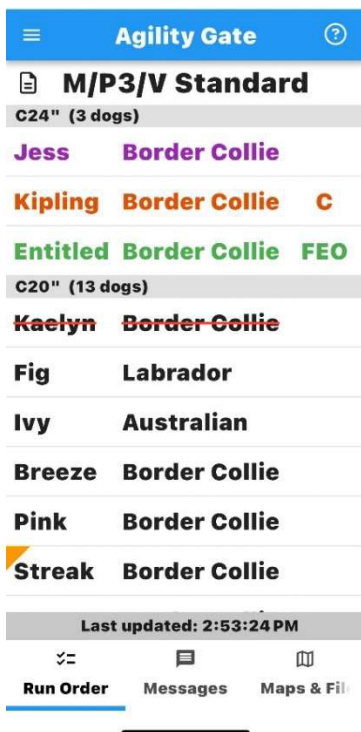 Agility Gate
M/P3/V Standard
C24" (3 dogs)
Jess Border Collie
Kipling Border Collie C
Entitled Border Collie FEO
C20" (13 dogs)
Kaelyn Border Collie
Fig Labrador
Ivy Australian
Breeze Border Collie
Pink Border Collie
Streak Border Collie
Last updated: 2:53:24 PM
Run Order Messages Maps & Fil